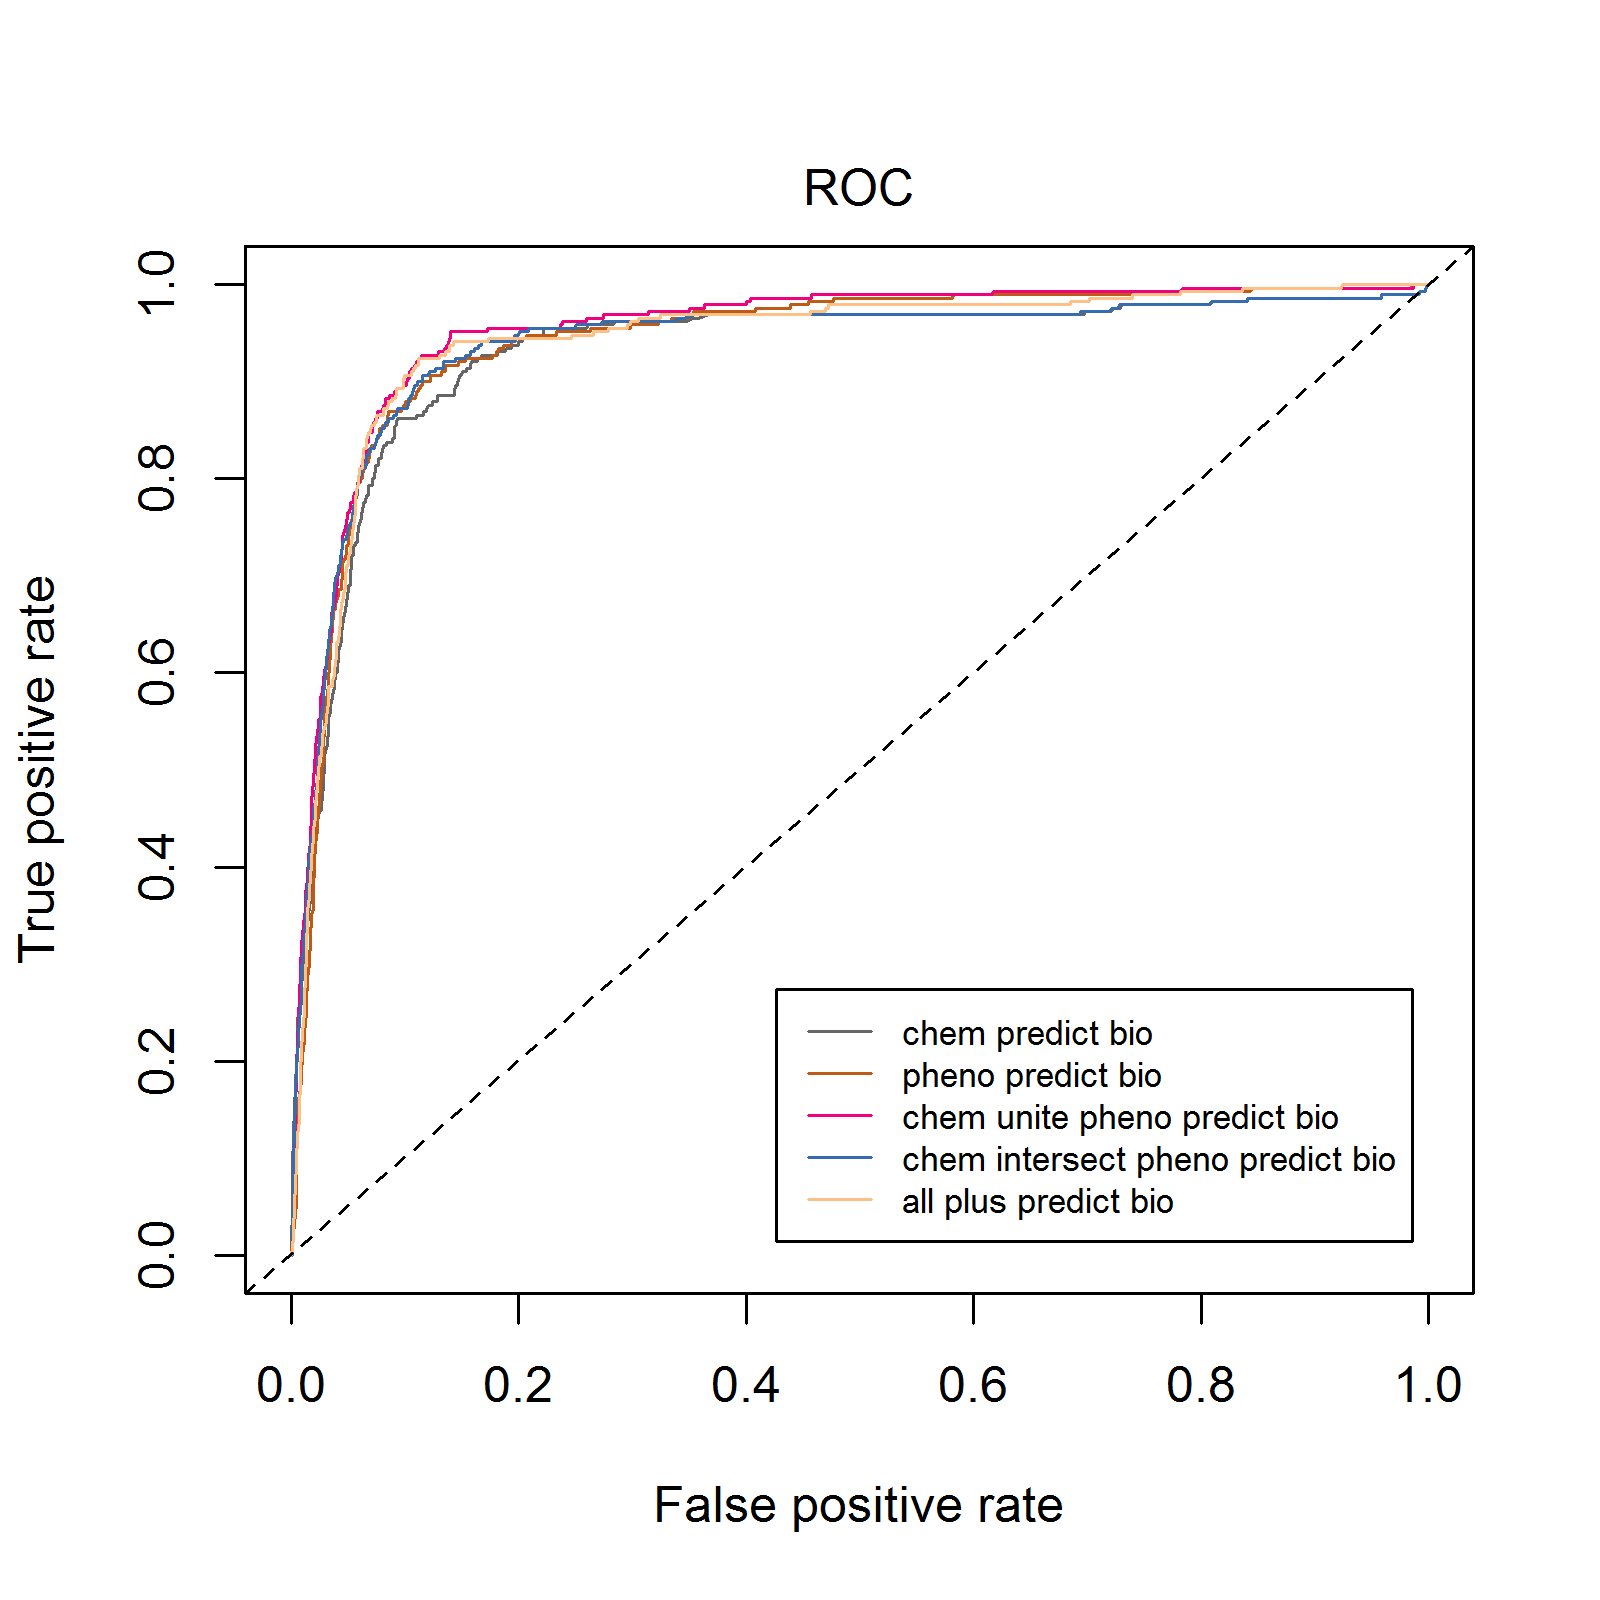 ROC
True positive rate
1.0
0.8
0.6
0.4
0.2
0.0
chem predict bio
pheno predict bio
chem unite pheno predict bio
chem intersect pheno predict bio
all plus predict bio
0.0 0.2 0.4 0.6 0.8 1.0
False positive rate